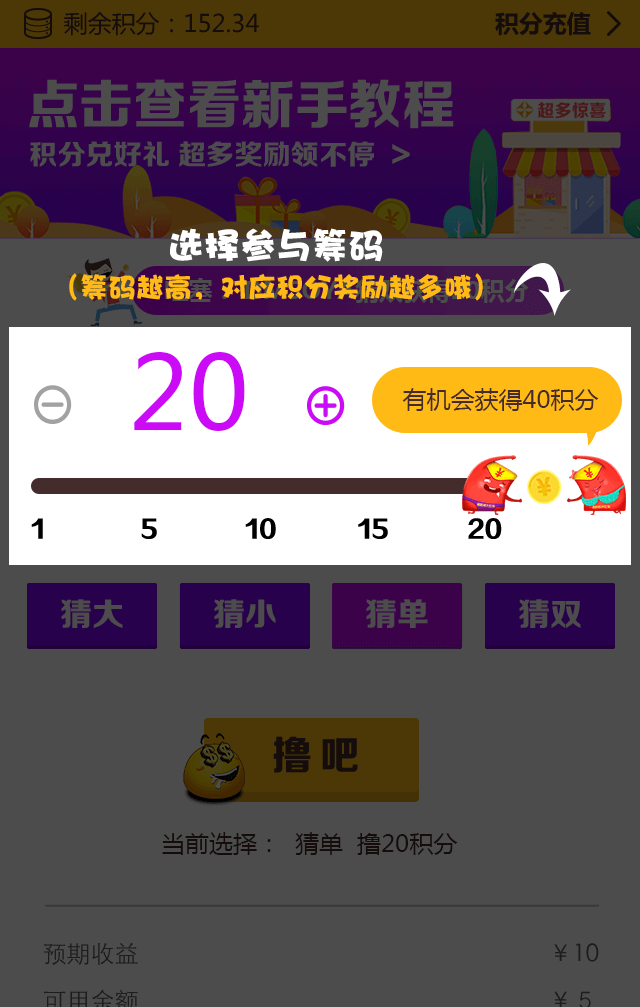 剩余积分：152.34 积分充值
点击查看新手教程
积分兑好礼 超多奖励领不停 >
超多惊喜
选择参与筹码
（筹码越高，对应积分奖励越多哦）
20
有机会获得40积分
1 5 10 15 20
猜大 猜小 猜单 猜双
撸吧
当前选择： 猜单 撸20积分
预期收益 ¥10
可用金额 ¥ 5